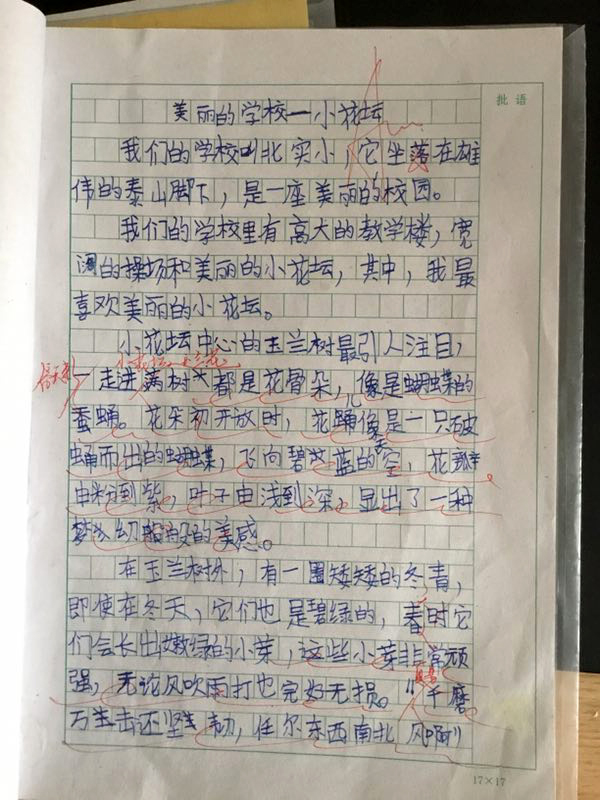 批语
美丽的学校—小花坛
我们的学校叫北实小，它坐落在雄
伟的泰山脚下，是一座美丽的校园。
我们的学校里有高大的教学楼，宽
阔的操场和美丽的小花坛，其中，我最
喜欢美丽的小花坛。
小花坛中心的玉兰树最引人注目，
一走进满树都是花骨朵，像是蝴蝶的
蚕蛹。花朵初开放时，花蛹像是一只破
蛹而出的蝴蝶，飞向碧蓝的天空，花瓣
由粉到紫，叶子由浅到深，显出了一种
梦幻般的美感。
在玉兰树外，有一圈矮矮的冬青，
即使在冬天，它们也是碧绿的，春时它
们会长出嫩绿的小芽，这些小芽非常顽
强，无论风吹雨打也完好无损。“千磨
万击还坚韧，任尔东西南北风啊”
17×17